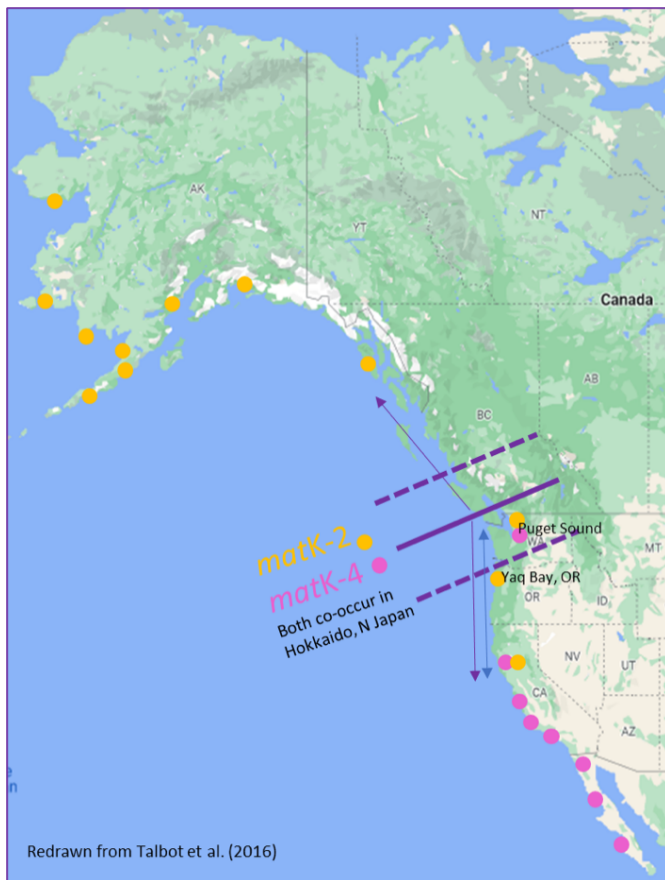 AK
YT
NT
Canada
BC
AB
matK-2
matK-4
Both co-occur in
Hokkaido, N Japan
Puget Sound
WA
MT
Yaq Bay, OR
OR
ID
NV
UT
CA
AZ
Redrawn from Talbot et al. (2016)